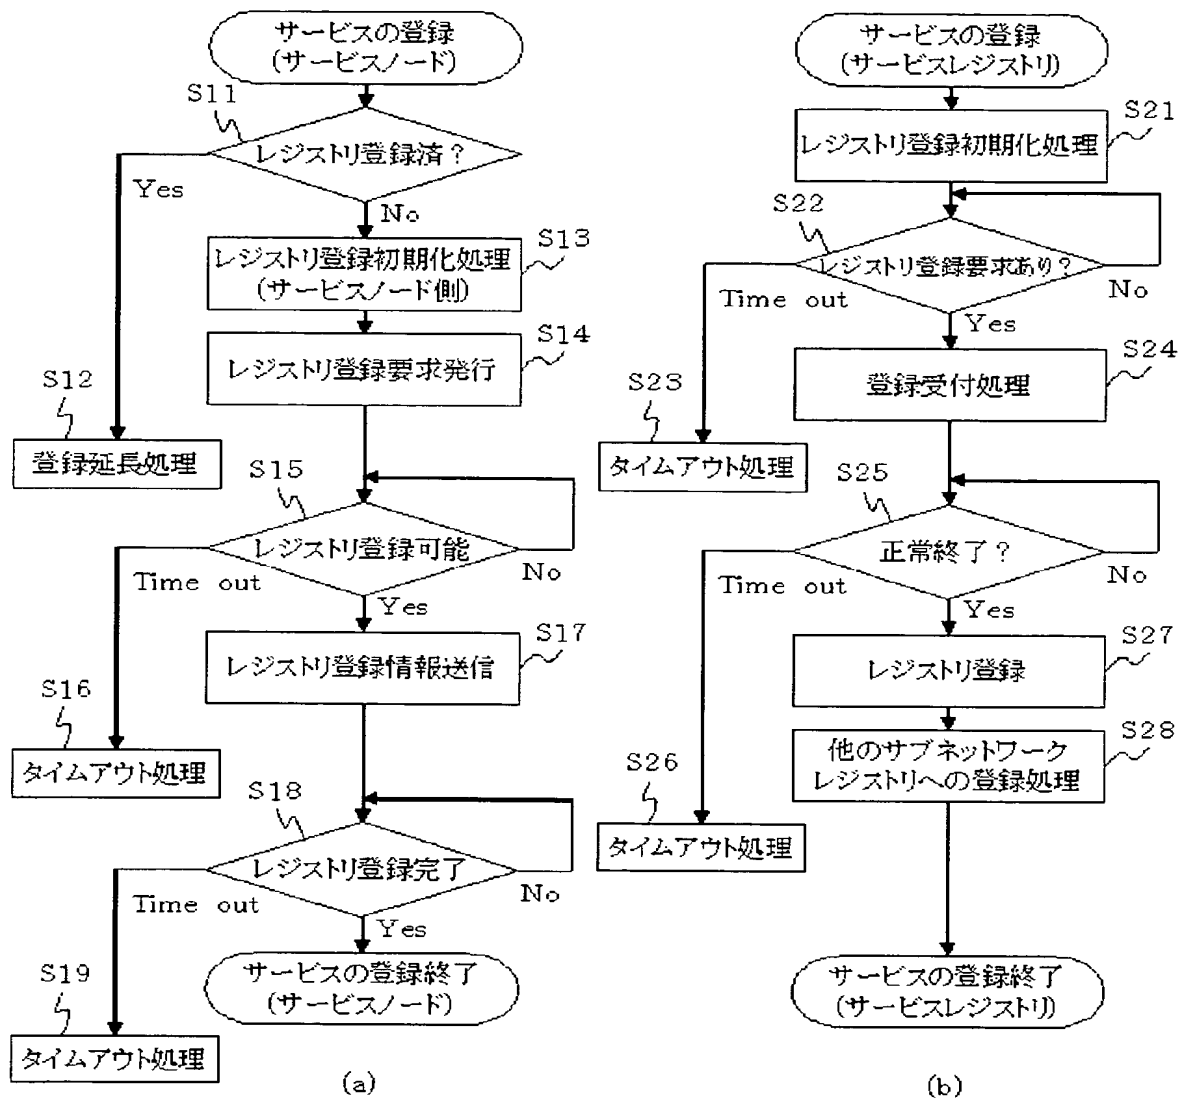 サービスの登録
(サービスノード)
S11
レジストリ登録済?
Yes
No
S13
レジストリ登録初期化処理
(サービスノード側)
S14
レジストリ登録要求発行
S12
登録延長処理
S15
レジストリ登録可能
Time out
No
Yes
S17
レジストリ登録情報送信
S16
タイムアウト処理
S18
レジストリ登録完了
Time out
No
Yes
S19
タイムアウト処理
サービスの登録終了
(サービスノード)
(a)
サービスの登録
(サービスレジストリ)
S21
レジストリ登録初期化処理
S22
レジストリ登録要求あり?
Time out
No
Yes
S24
登録受付処理
S23
タイムアウト処理
S25
正常終了?
Time out
No
Yes
S27
レジストリ登録
S28
他のサブネットワーク
レジストリへの登録処理
S26
タイムアウト処理
サービスの登録終了
(サービスレジストリ)
(b)